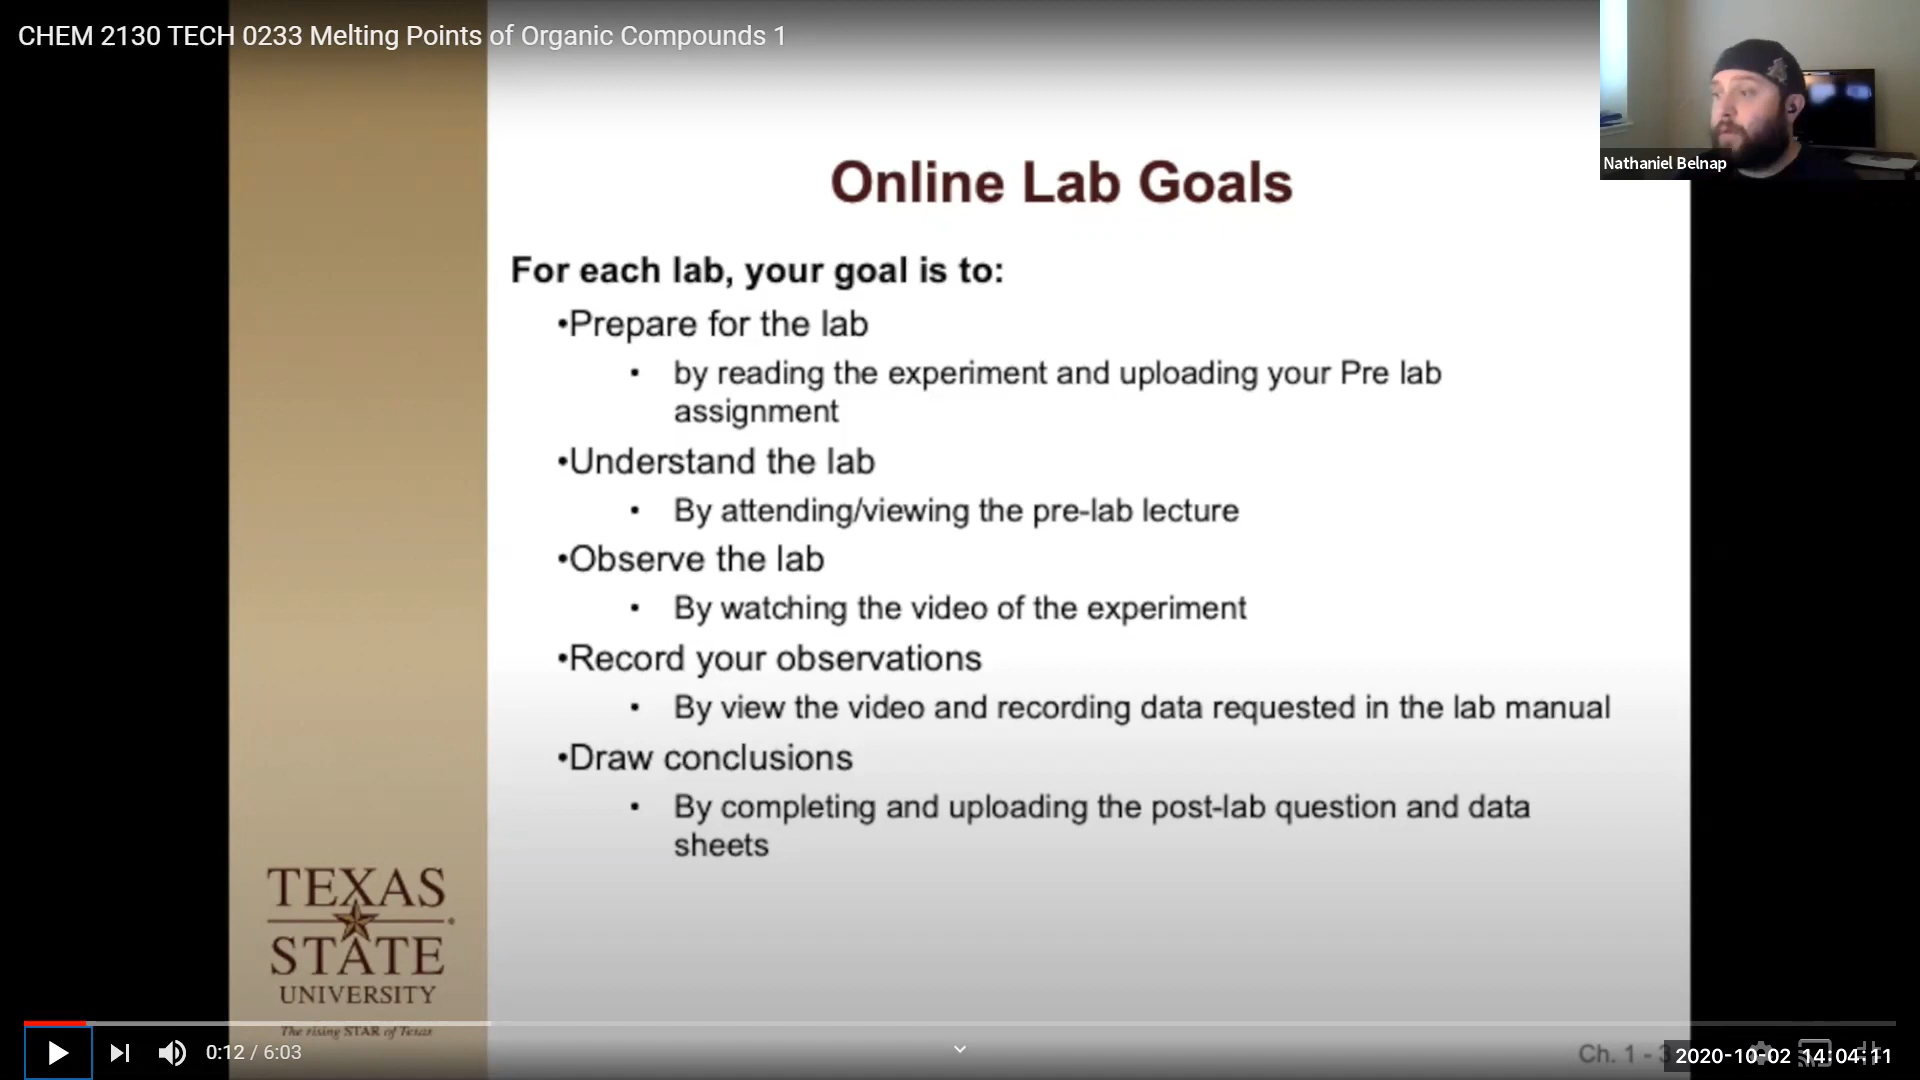 CHEM 2130 TECH 0233 Melting Points of Organic Compounds 1
Nathaniel Belnap
Online Lab Goals
For each lab, your goal is to:
•Prepare for the lab
• by reading the experiment and uploading your Pre lab
assignment
•Understand the lab
• By attending/viewing the pre-lab lecture
•Observe the lab
• By watching the video of the experiment
•Record your observations
• By view the video and recording data requested in the lab manual
•Draw conclusions
• By completing and uploading the post-lab question and data
sheets
TEXAS
STATE
UNIVERSITY
The rising STAR of Texas
0:12 / 6:03
Ch. 1 - 3
2020-10-02 14:04:11